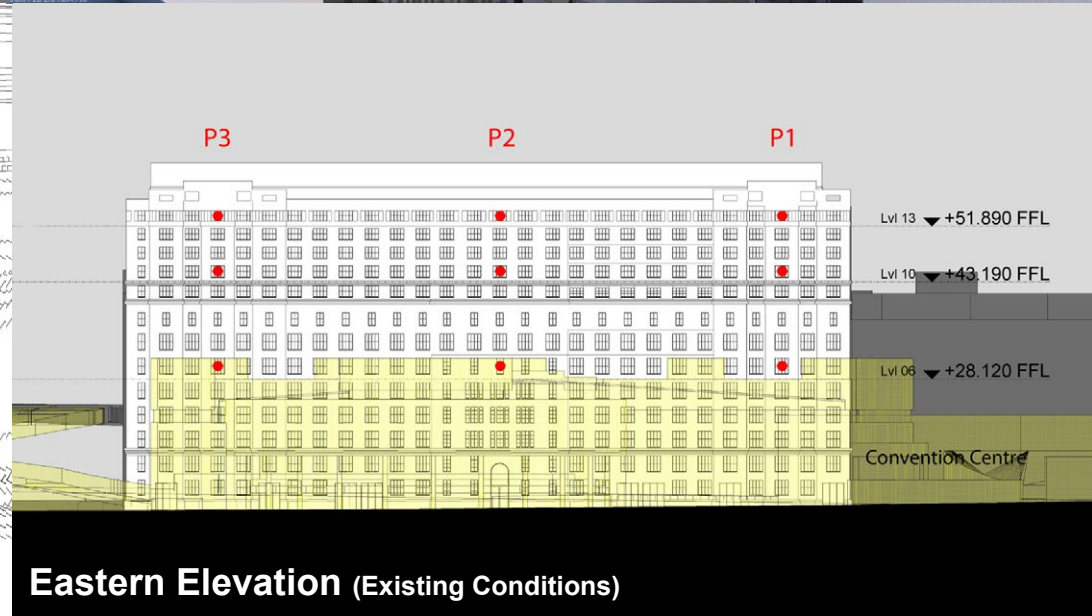 P3 P2 P1
Lvl 13 +51.890 FFL
Lvl 10 +43.190 FFL
Lvl 06 +28.120 FFL
Convention Centre
Eastern Elevation (Existing Conditions)